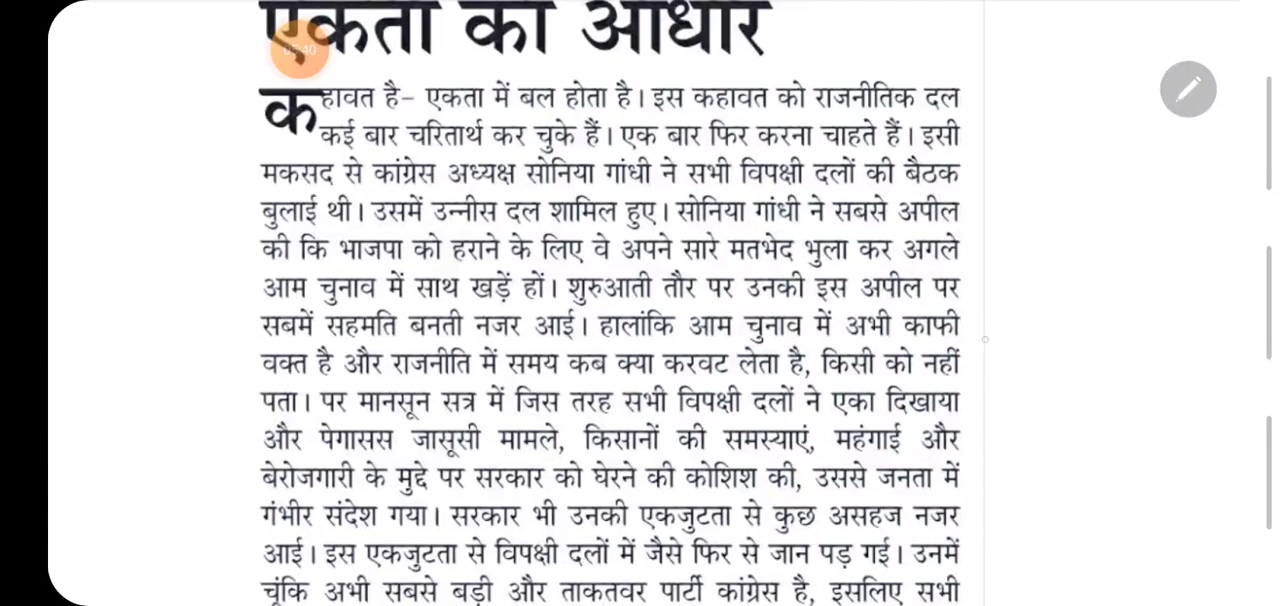 एकता का आधार
05:40
कहावत है- एकता में बल होता है। इस कहावत को राजनीतिक दल
कई बार चरितार्थ कर चुके हैं। एक बार फिर करना चाहते हैं। इसी
मकसद से कांग्रेस अध्यक्ष सोनिया गांधी ने सभी विपक्षी दलों की बैठक
बुलाई थी। उसमें उन्नीस दल शामिल हुए। सोनिया गांधी ने सबसे अपील
की कि भाजपा को हराने के लिए वे अपने सारे मतभेद भुला कर अगले
आम चुनाव में साथ खड़ें हों। शुरुआती तौर पर उनकी इस अपील पर
सबमें सहमति बनती नजर आई। हालांकि आम चुनाव में अभी काफी
वक्त है और राजनीति में समय कब क्या करवट लेता है, किसी को नहीं
पता। पर मानसून सत्र में जिस तरह सभी विपक्षी दलों ने एका दिखाया
और पेगासस जासूसी मामले, किसानों की समस्याएं, महंगाई और
बेरोजगारी के मुद्दे पर सरकार को घेरने की कोशिश की, उससे जनता में
गंभीर संदेश गया। सरकार भी उनकी एकजुटता से कुछ असहज नजर
आई। इस एकजुटता से विपक्षी दलों में जैसे फिर से जान पड़ गई। उनमें
चूंकि अभी सबसे बड़ी और ताकतवर पार्टी कांग्रेस है, इसलिए सभी